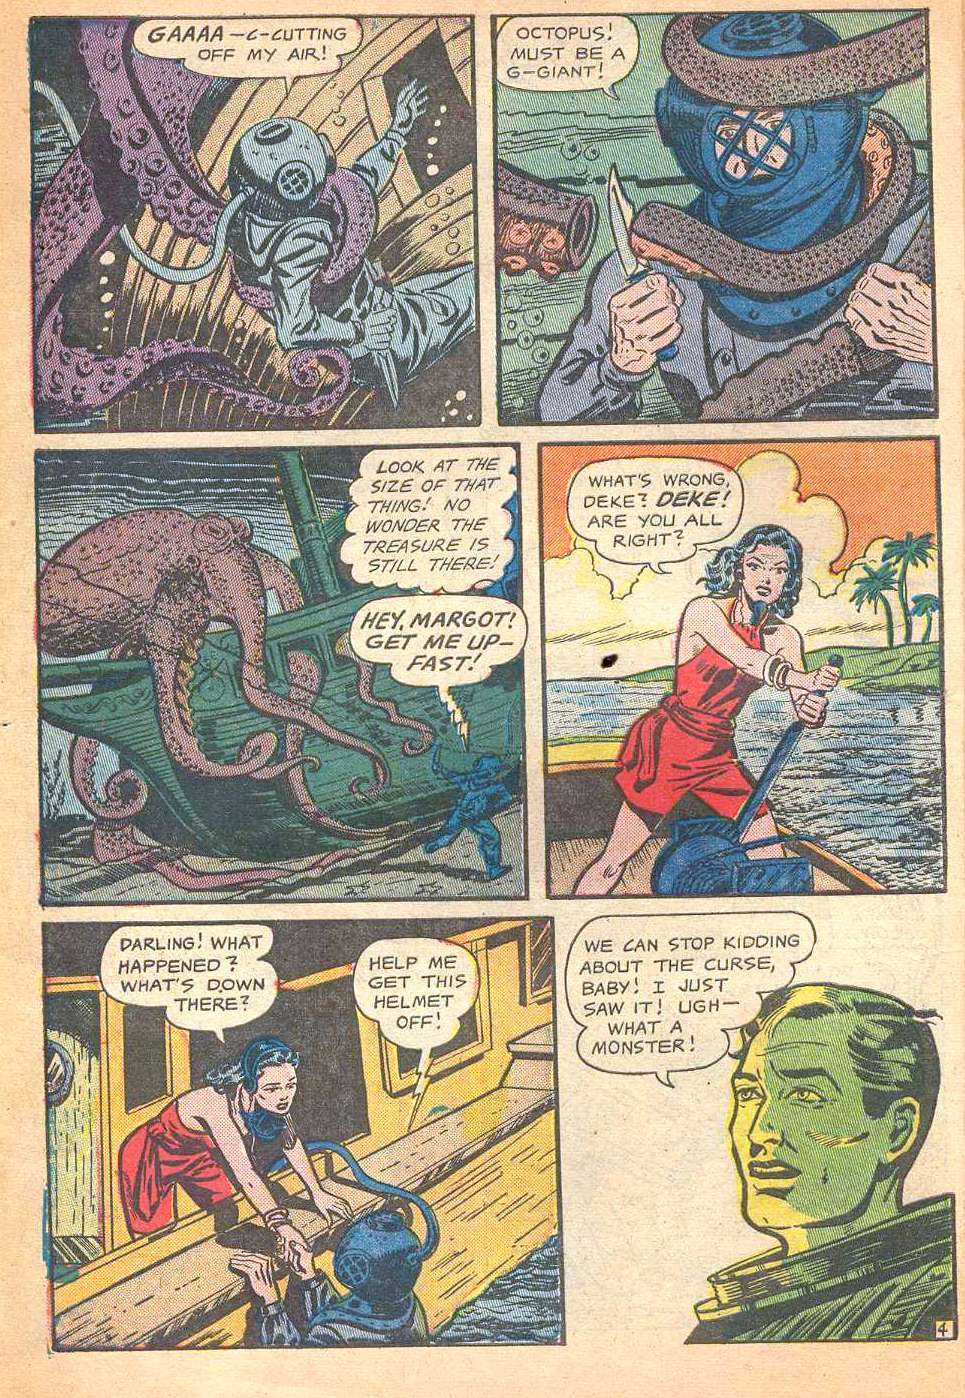 GAAAA—C-CUTTING
OFF MY AIR!
OCTOPUS!
MUST BE A
G-GIANT!
LOOK AT THE
SIZE OF THAT
THING! NO
WONDER THE
TREASURE IS
STILL THERE!
HEY, MARGOT!
GET ME UP—
FAST!
WHAT'S WRONG,
DEKE? DEKE!
ARE YOU ALL
RIGHT?
DARLING! WHAT
HAPPENED?
WHAT'S DOWN
THERE?
HELP ME
GET THIS
HELMET
OFF!
WE CAN STOP KIDDING
ABOUT THE CURSE,
BABY! I JUST
SAW IT! UGH—
WHAT A
MONSTER!
4